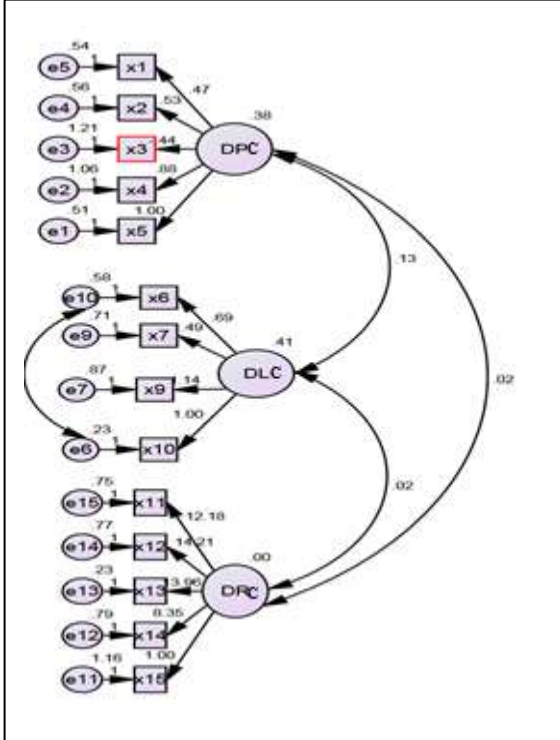 .54
e5 1 x1
.47
.56
e4 1 x2 .53
.38
1.21
e3 1 x3 .44 DPC
1.06
e2 1 x4 .88
.51
e1 1 x5 1.00
.13
.58
e10 1 x6
.69
.71
e9 1 x7 .49
.41
.87
e7 1 x9 1.14 DLC
.02
1.00
.23
e6 1 x10
.02
.75
e15 1 x11
12.18
.77
e14 1 x12 14.21
.00
.23
e13 1 x13 DRC
.79
e12 1 x14 8.35
1.16
e11 1 x15 1.00